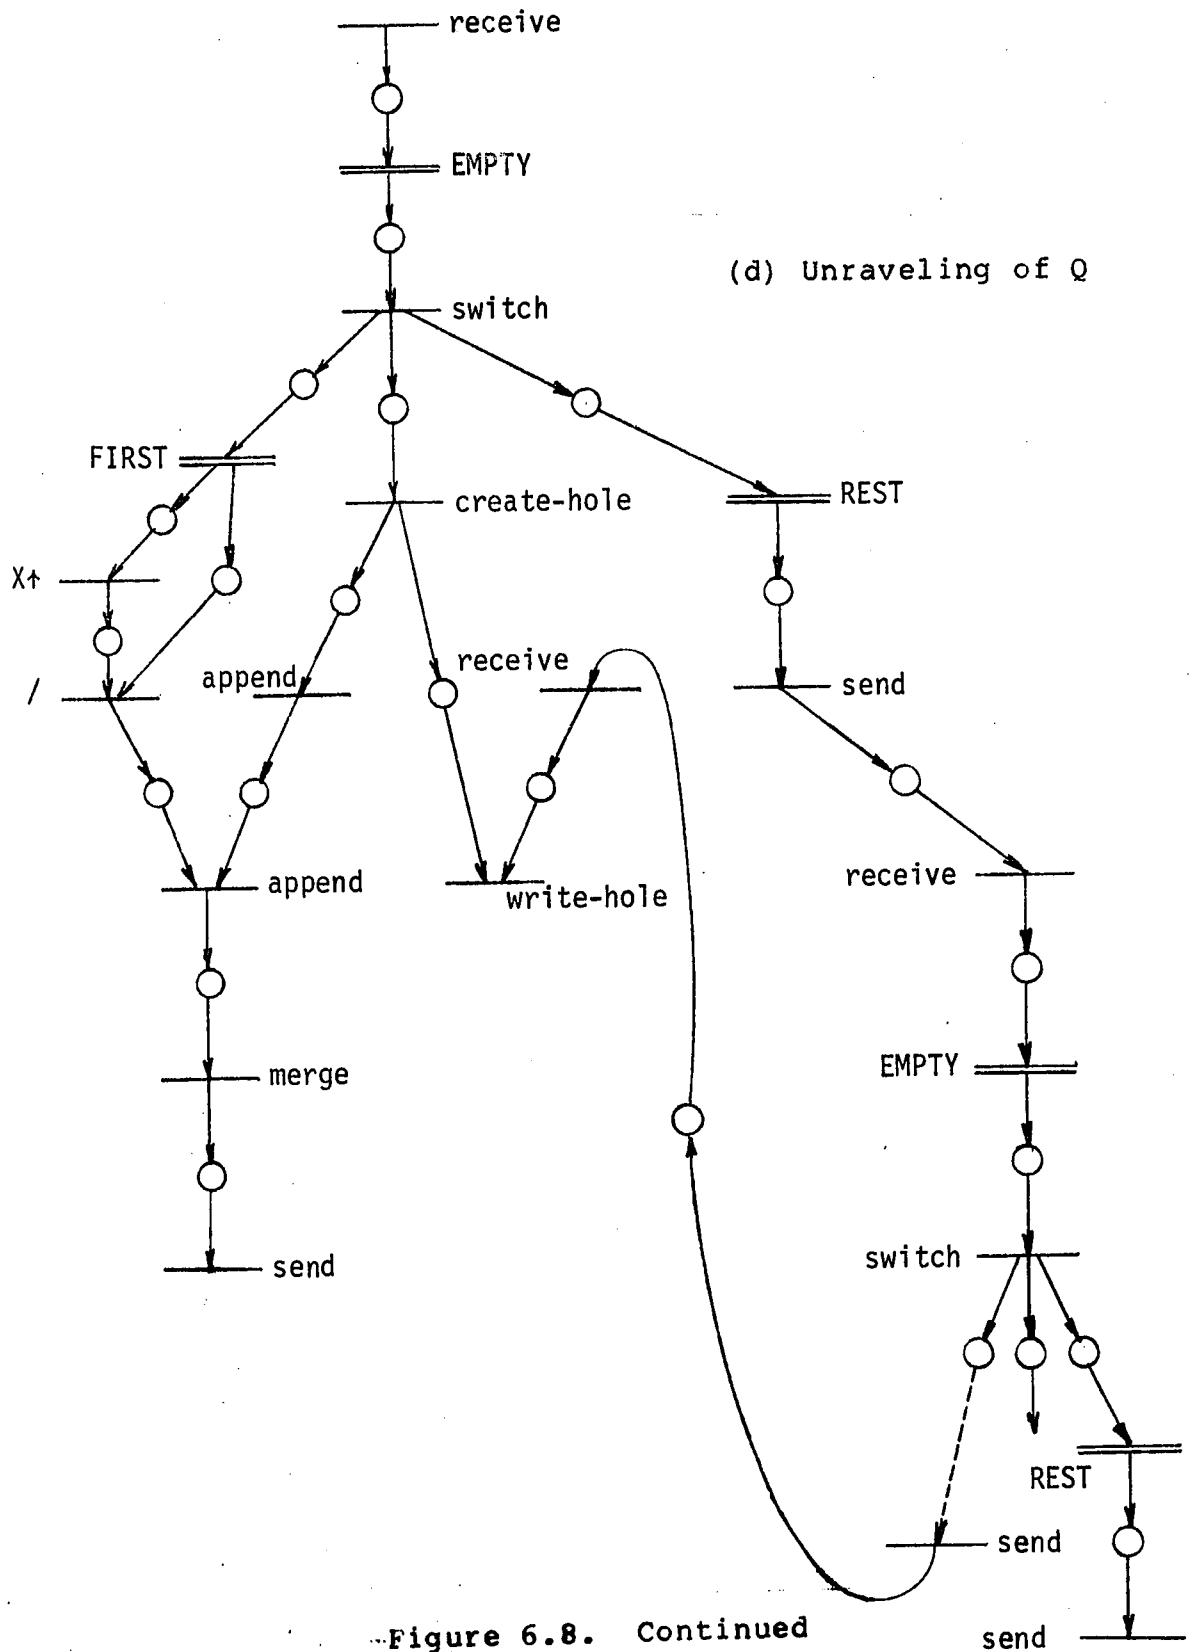 receive
EMPTY
(d) Unraveling of Q
switch
FIRST
REST
create-hole
X↑
receive
append
send
/
receive
append
write-hole
EMPTY
merge
switch
send
REST
send
Figure 6.8. Continued
send